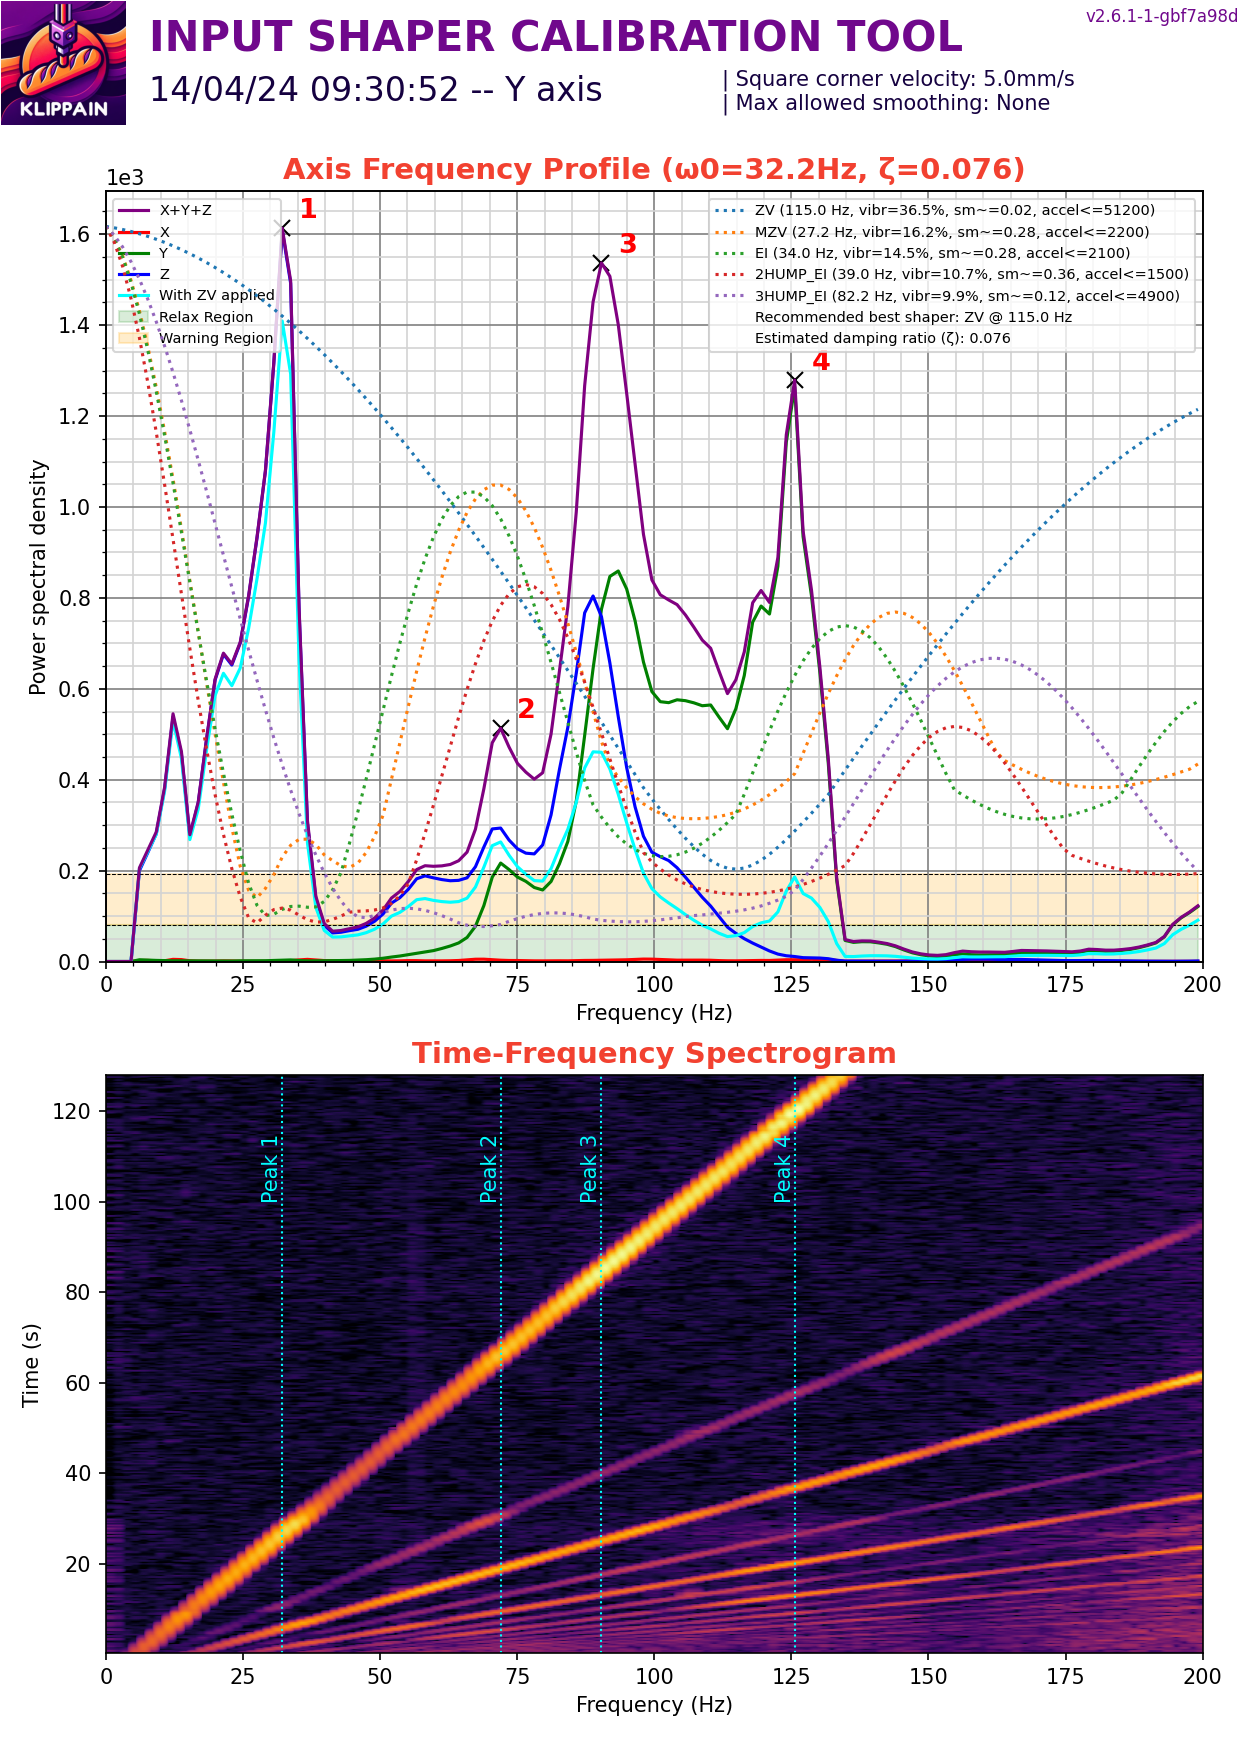 v2.6.1-1-gbf7a98d
INPUT SHAPER CALIBRATION TOOL
14/04/24 09:30:52 -- Y axis
| Square corner velocity: 5.0mm/s
| Max allowed smoothing: None
KLIPPAIN
Axis Frequency Profile (ω0=32.2Hz, ζ=0.076)
1e3
X+Y+Z
X
Y
Z
With ZV applied
Relax Region
Warning Region
ZV (115.0 Hz, vibr=36.5%, sm~=0.02, accel<=51200)
MZV (27.2 Hz, vibr=16.2%, sm~=0.28, accel<=2200)
EI (34.0 Hz, vibr=14.5%, sm~=0.28, accel<=2100)
2HUMP_EI (39.0 Hz, vibr=10.7%, sm~=0.36, accel<=1500)
3HUMP_EI (82.2 Hz, vibr=9.9%, sm~=0.12, accel<=4900)
Recommended best shaper: ZV @ 115.0 Hz
Estimated damping ratio (ζ): 0.076
1
2
3
4
Power spectral density
1.6
1.4
1.2
1.0
0.8
0.6
0.4
0.2
0.0
0 25 50 75 100 125 150 175 200
Frequency (Hz)
Time-Frequency Spectrogram
Peak 1
Peak 2
Peak 3
Peak 4
Time (s)
120
100
80
60
40
20
0 25 50 75 100 125 150 175 200
Frequency (Hz)